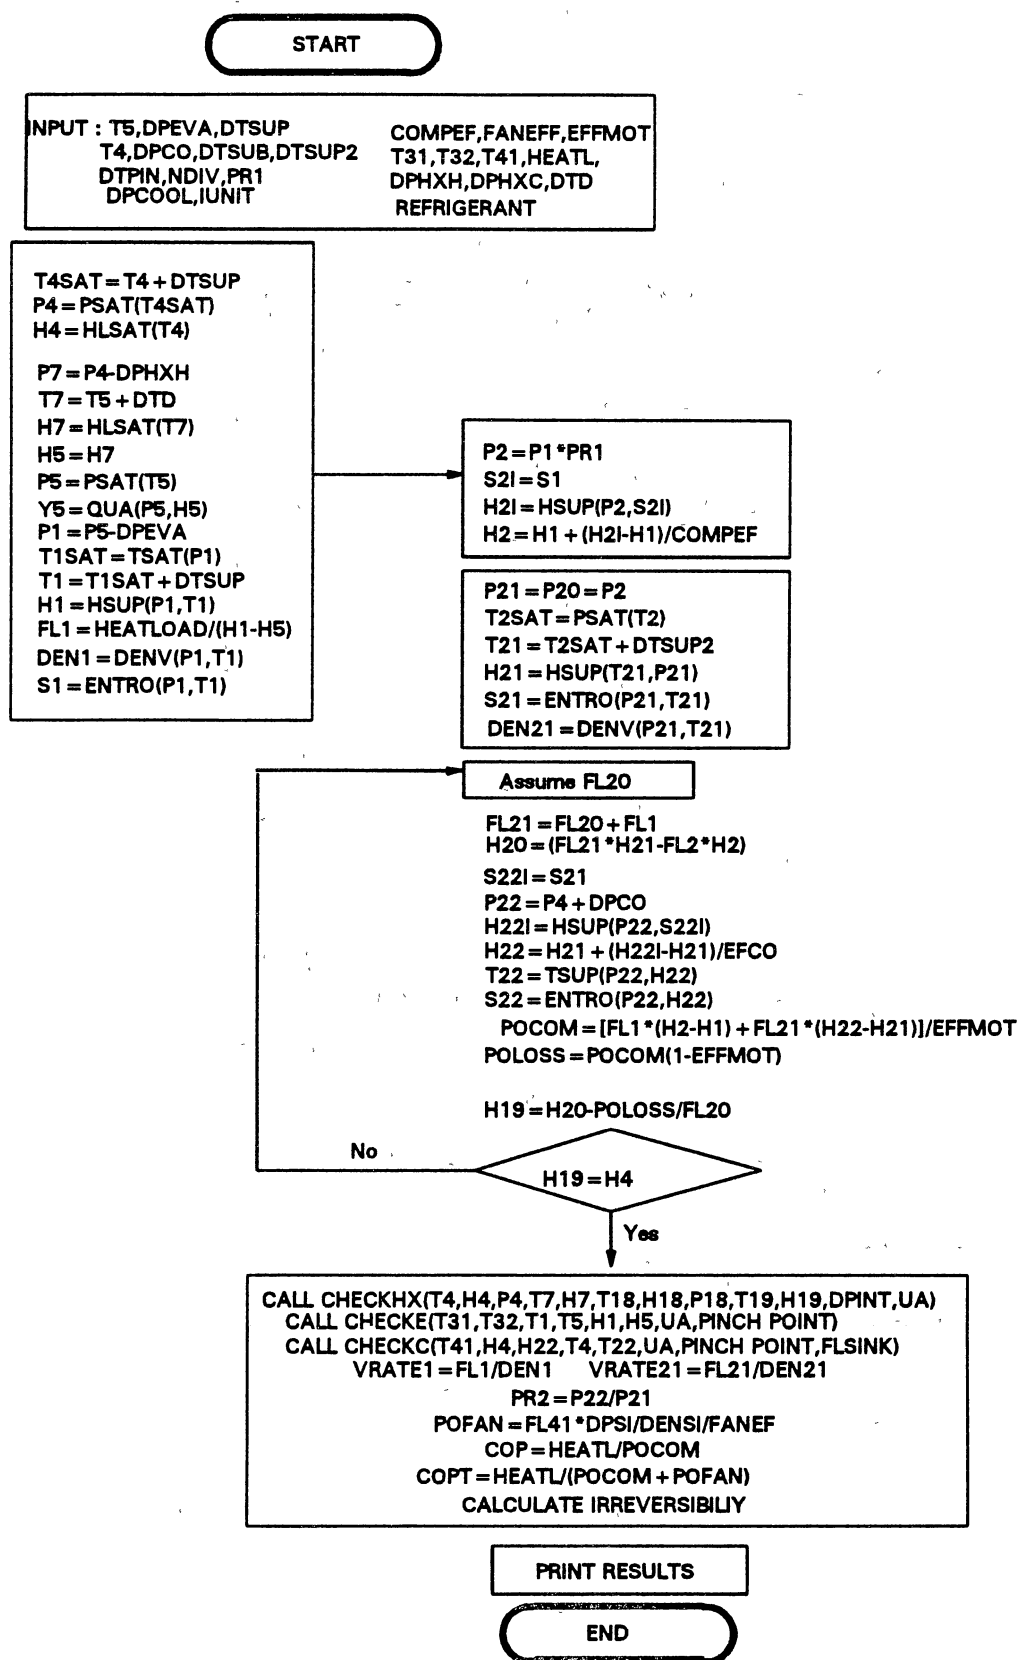 START
INPUT : T5,DPEVA,DTSUP
T4,DPCO,DTSUB,DTSUP2
DTPIN,NDIV,PR1
DPCOOL,IUNIT
COMPEF,FANEFF,EFFMOT
T31,T32,T41,HEATL,
DPHXH,DPHXC,DTD
REFRIGERANT
T4SAT=T4+DTSUP
P4=PSAT(T4SAT)
H4=HLSAT(T4)
P7=P4-DPHXH
T7=T5+DTD
H7=HLSAT(T7)
H5=H7
P5=PSAT(T5)
Y5=QUA(P5,H5)
P1=P5-DPEVA
T1SAT=TSAT(P1)
T1=T1SAT+DTSUP
H1=HSUP(P1,T1)
FL1=HEATLOAD/(H1-H5)
DEN1=DENV(P1,T1)
S1=ENTRO(P1,T1)
P2=P1*PR1
S2I=S1
H2I=HSUP(P2,S2I)
H2=H1+(H2I-H1)/COMPEF
P21=P20=P2
T2SAT=PSAT(T2)
T21=T2SAT+DTSUP2
H21=HSUP(T21,P21)
S21=ENTRO(P21,T21)
DEN21=DENV(P21,T21)
Assume FL20
FL21=FL20+FL1
H20=(FL21*H21-FL2*H2)
S22I=S21
P22=P4+DPCO
H22I=HSUP(P22,S22I)
H22=H21+(H22I-H21)/EFCO
T22=TSUP(P22,H22)
S22=ENTRO(P22,H22)
POCOM=[FL1*(H2-H1)+FL21*(H22-H21)]/EFFMOT
POLOSS=POCOM(1-EFFMOT)
H19=H20-POLOSS/FL20
No
H19=H4
Yes
CALL CHECKHX(T4,H4,P4,T7,H7,T18,H18,P18,T19,H19,DPINT,UA)
CALL CHECKE(T31,T32,T1,T5,H1,H5,UA,PINCH POINT)
CALL CHECKC(T41,H4,H22,T4,T22,UA,PINCH POINT,FLSINK)
VRATE1=FL1/DEN1 VRATE21=FL21/DEN21
PR2=P22/P21
POFAN=FL41*DPSI/DENSI/FANEF
COP=HEATL/POCOM
COPT=HEATL/(POCOM+POFAN)
CALCULATE IRREVERSIBILIY
PRINT RESULTS
END